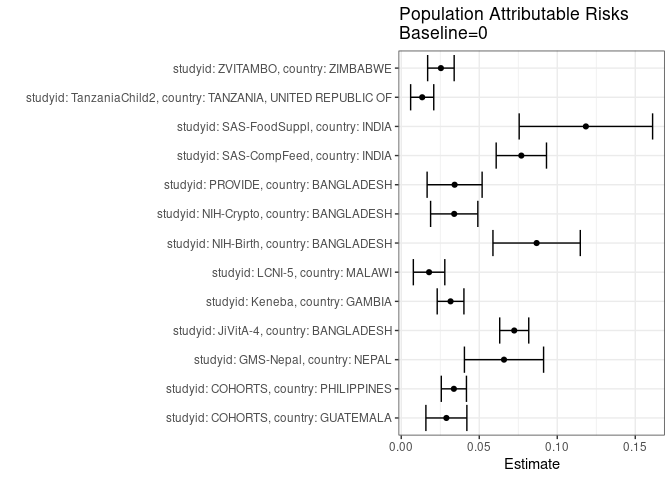 Population Attributable Risks
Baseline=0
studyid: ZVITAMBO, country: ZIMBABWE
studyid: TanzaniaChild2, country: TANZANIA, UNITED REPUBLIC OF
studyid: SAS-FoodSuppl, country: INDIA
studyid: SAS-CompFeed, country: INDIA
studyid: PROVIDE, country: BANGLADESH
studyid: NIH-Crypto, country: BANGLADESH
studyid: NIH-Birth, country: BANGLADESH
studyid: LCNI-5, country: MALAWI
studyid: Keneba, country: GAMBIA
studyid: JiVitA-4, country: BANGLADESH
studyid: GMS-Nepal, country: NEPAL
studyid: COHORTS, country: PHILIPPINES
studyid: COHORTS, country: GUATEMALA
0.00 0.05 0.10 0.15
Estimate